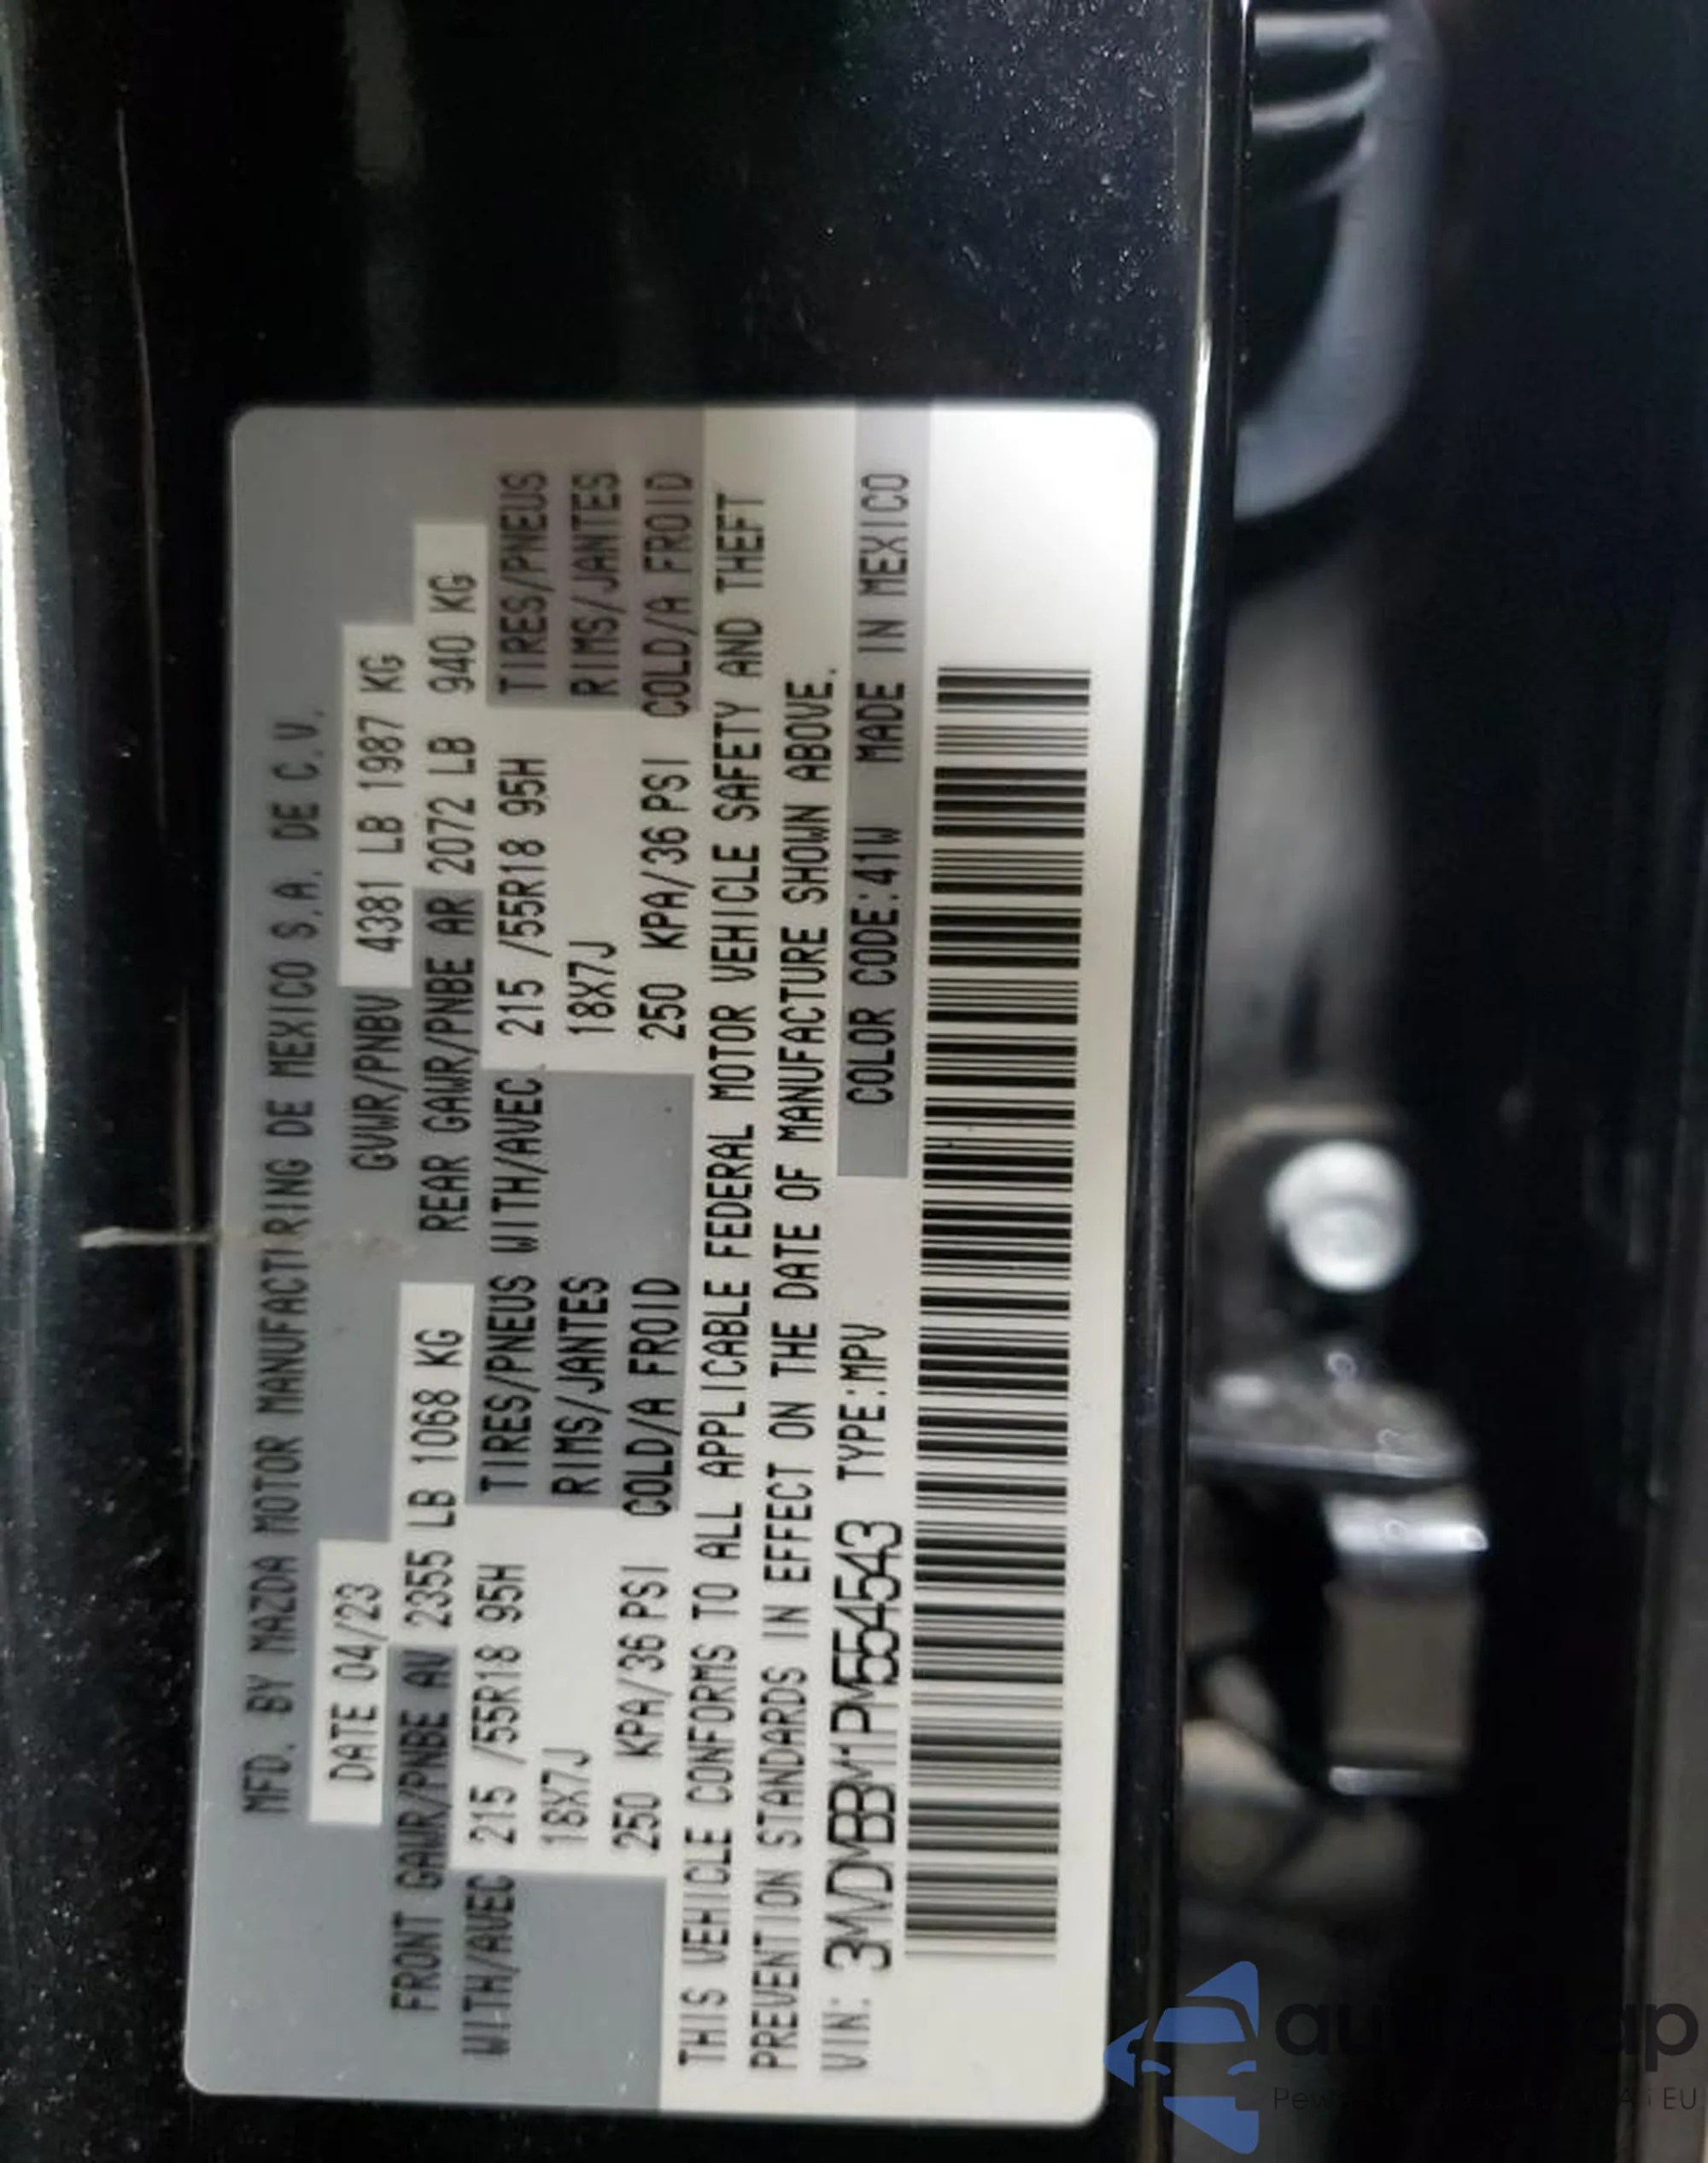 MFD. BY MAZDA MOTOR MANUFACTURING DE MEXICO S.A. DE C.V.
DATE 04/23 GVWR/PNBV 4381 LB 1987 KG
FRONT GAWR/PNBE AV 2355 LB 1068 KG REAR GAWR/PNBE AR 2072 LB 940 KG
WITH/AVEC 215 /55R18 95H TIRES/PNEUS WITH/AVEC 215 /55R18 95H TIRES/PNEUS
18X7J RIMS/JANTES 18X7J RIMS/JANTES
250 KPA/36 PSI COLD/A FROID 250 KPA/36 PSI COLD/A FROID
THIS VEHICLE CONFORMS TO ALL APPLICABLE FEDERAL MOTOR VEHICLE SAFETY AND THEFT
PREVENTION STANDARDS IN EFFECT ON THE DATE OF MANUFACTURE SHOWN ABOVE.
VIN: TYPE:MPV COLOR CODE:41W MADE IN MEXICO
i EU